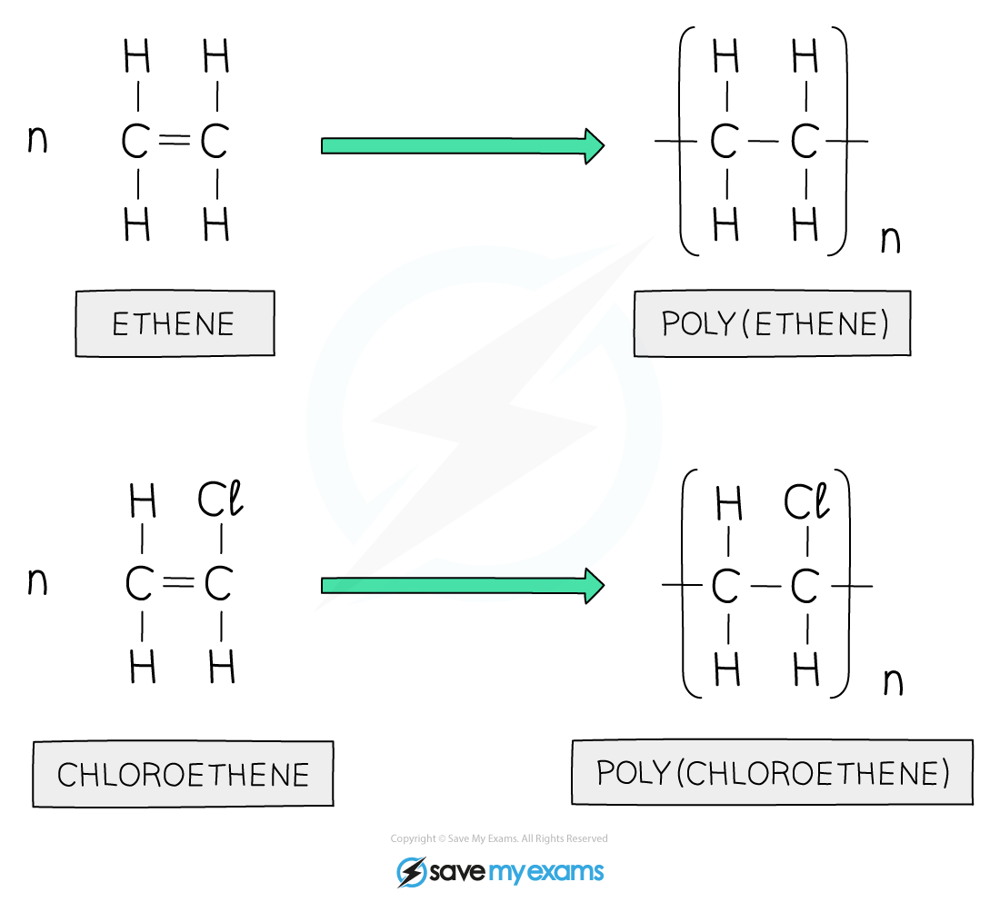 H H H H
n C=C C-C
H H H H n
ETHENE POLY(ETHENE)
H Cl H Cl
n C=C C-C
H H H H n
CHLOROETHENE POLY(CHLOROETHENE)
Copyright © Save My Exams. All Rights Reserved
save my exams